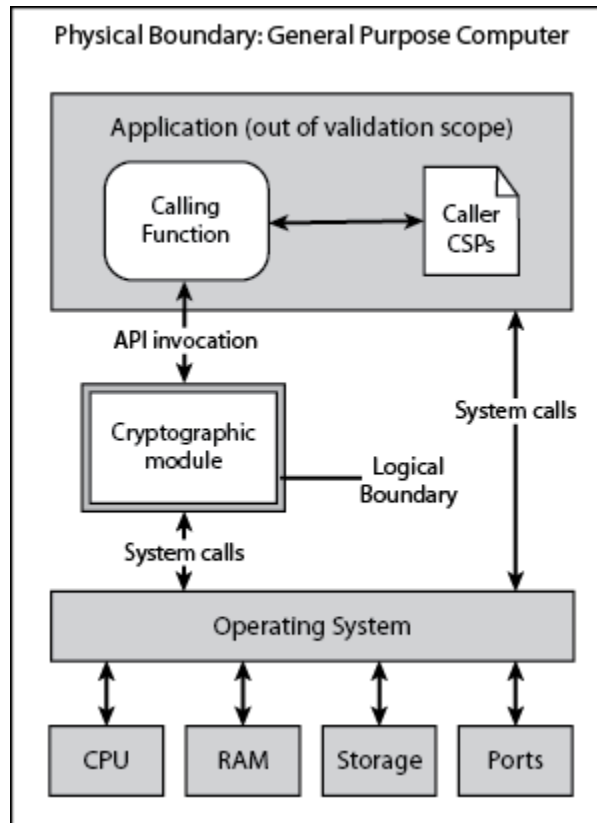 Physical Boundary: General Purpose Computer
Application (out of validation scope)
Calling
Function
Caller
CSPs
API invocation
System calls
Cryptographic
module
Logical
Boundary
System calls
Operating System
CPU
RAM
Storage
Ports